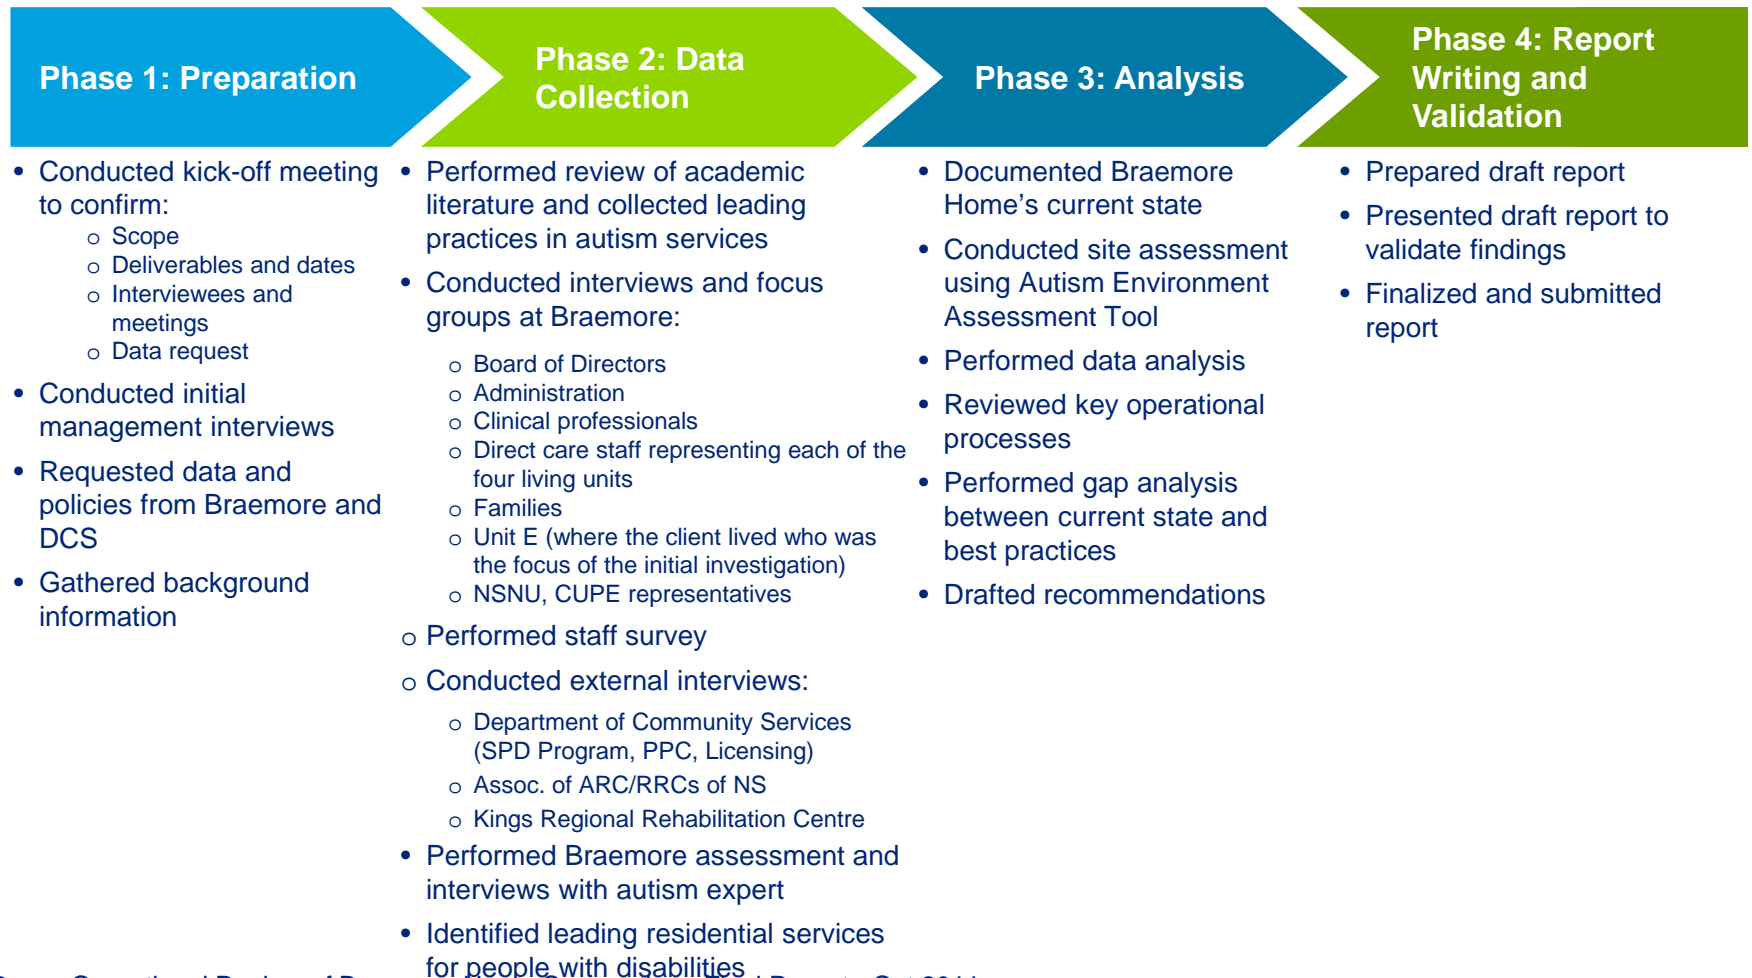 Phase 1: Preparation
Conducted kick-off meeting
to confirm:
o Scope
o Deliverables and dates
o Interviewees and
meetings
o Data request
• Conducted initial
management interviews
• Requested data and
policies from Braemore and
DCS
• Gathered background
information
Phase 2: Data
Collection
• Performed review of academic
literature and collected leading
practices in autism services
• Conducted interviews and focus
groups at Braemore:
o Board of Directors
o Administration
o Clinical professionals
o Direct care staff representing each of the
four living units
o Families
o Unit E (where the client lived who was
the focus of the initial investigation)
o NSNU, CUPE representatives
o Performed staff survey
o Conducted external interviews:
o Department of Community Services
(SPD Program, PPC, Licensing)
o Assoc. of ARC/RRCs of NS
o Kings Regional Rehabilitation Centre
• Performed Braemore assessment and
interviews with autism expert
• Identified leading residential services
for people with disabilities
Phase 3: Analysis
• Documented Braemore
Home's current state
• Conducted site assessment
using Autism Environment
Assessment Tool
• Performed data analysis
• Reviewed key operational
processes
• Performed gap analysis
between current state and
best practices
• Drafted recommendations
Phase 4: Report
Writing and
Validation
• Prepared draft report
• Presented draft report to
validate findings
• Finalized and submitted
report